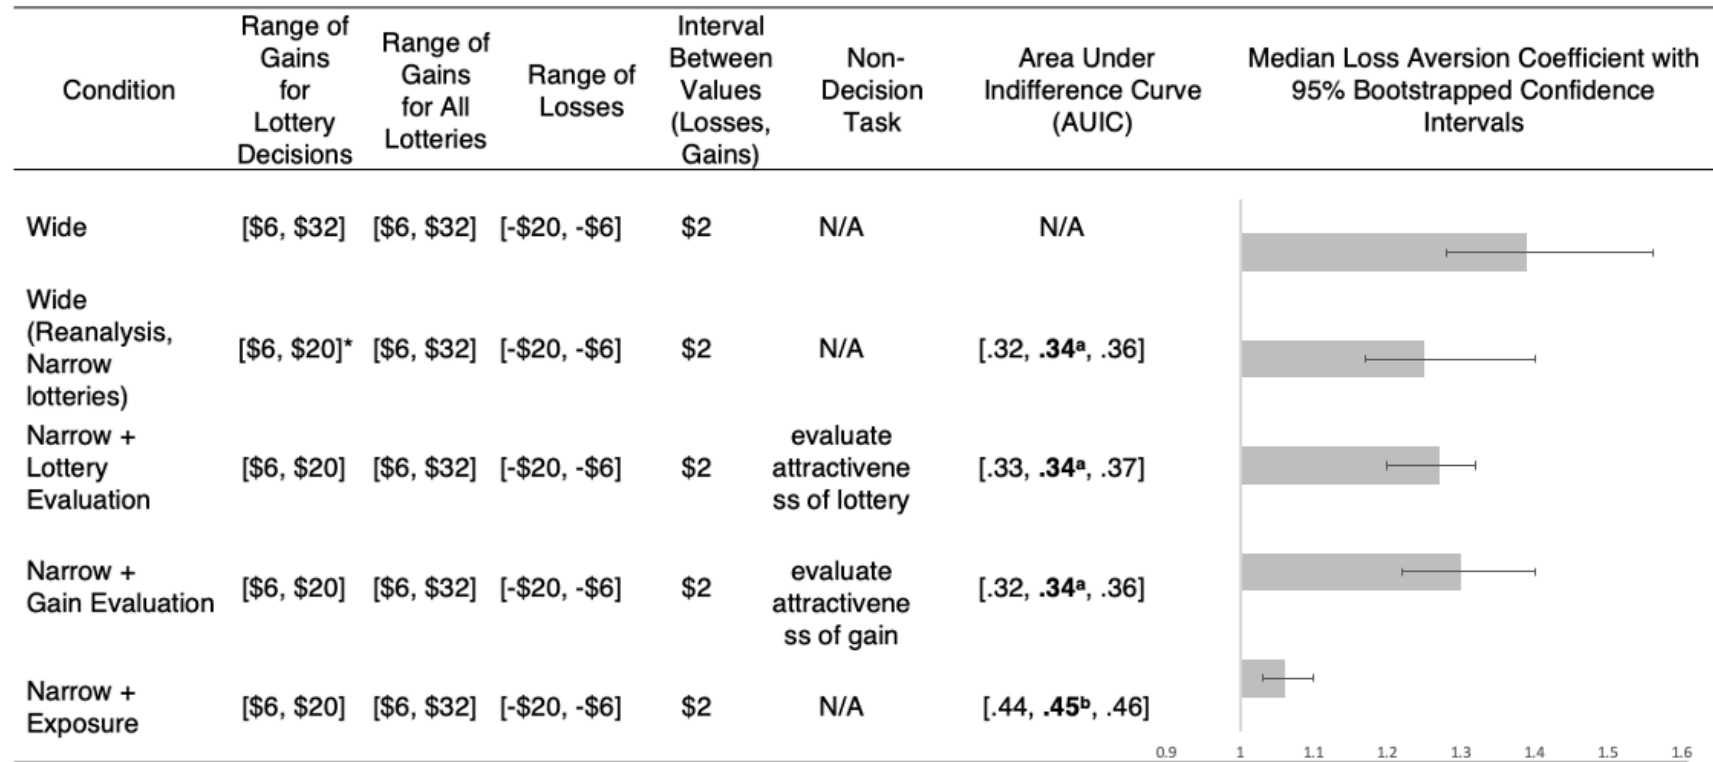 Condition
Range of
Gains
for
Lottery
Decisions
Range of
Gains
for All
Lotteries
Range of
Losses
Interval
Between
Values
(Losses,
Gains)
Non-
Decision
Task
Area Under
Indifference Curve
(AUIC)
Median Loss Aversion Coefficient with
95% Bootstrapped Confidence
Intervals
Wide [$6, $32] [$6, $32] [-$20, -$6] $2 N/A N/A
Wide
(Reanalysis,
Narrow
lotteries)
[$6, $20]* [$6, $32] [-$20, -$6] $2 N/A [.32, .34ᵃ, .36]
Narrow +
Lottery
Evaluation
[$6, $20] [$6, $32] [-$20, -$6] $2
evaluate
attractivene
ss of lottery
[.33, .34ᵃ, .37]
Narrow +
Gain Evaluation
[$6, $20] [$6, $32] [-$20, -$6] $2
evaluate
attractivene
ss of gain
[.32, .34ᵃ, .36]
Narrow +
Exposure
[$6, $20] [$6, $32] [-$20, -$6] $2 N/A [.44, .45ᵇ, .46]
0.9 1 1.1 1.2 1.3 1.4 1.5 1.6